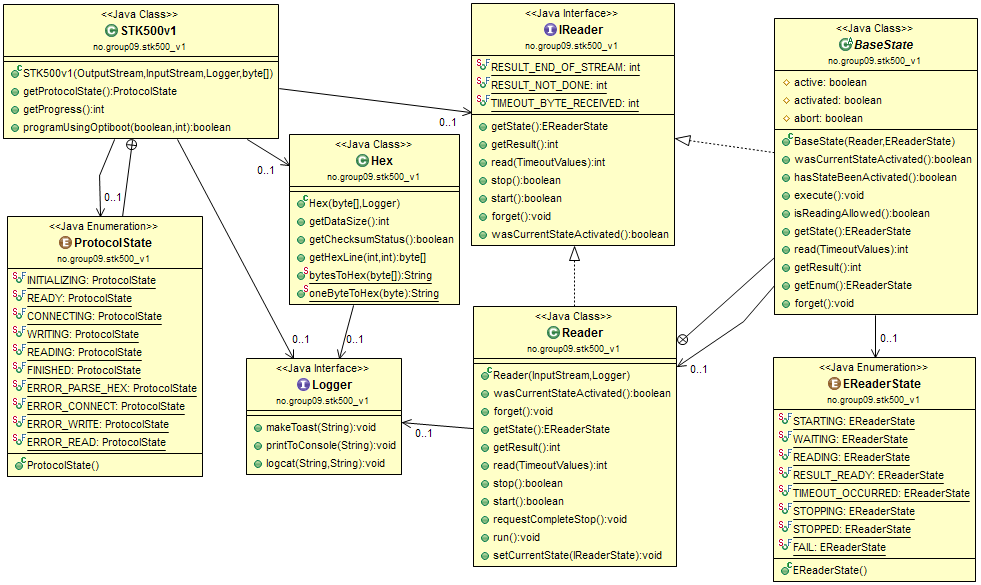 <<Java Class>>
STK500v1
no.group09.stk500_v1
STK500v1(OutputStream,InputStream,Logger,byte[])
getProtocolState():ProtocolState
getProgress():int
programUsingOptiboot(boolean,int):boolean
<<Java Interface>>
IReader
no.group09.stk500_v1
RESULT_END_OF_STREAM: int
RESULT_NOT_DONE: int
TIMEOUT_BYTE_RECEIVED: int
getState():EReaderState
getResult():int
read(TimeoutValues):int
stop():boolean
start():boolean
forget():void
wasCurrentStateActivated():boolean
<<Java Class>>
BaseState
no.group09.stk500_v1
active: boolean
activated: boolean
abort: boolean
BaseState(Reader,EReaderState)
wasCurrentStateActivated():boolean
hasStateBeenActivated():boolean
execute():void
isReadingAllowed():boolean
getState():EReaderState
read(TimeoutValues):int
getResult():int
getEnum():EReaderState
forget():void
0..1
0..1
0..1
<<Java Class>>
Hex
no.group09.stk500_v1
Hex(byte[],Logger)
getDataSize():int
getChecksumStatus():boolean
getHexLine(int,int):byte[]
bytesToHex(byte[]):String
oneByteToHex(byte):String
<<Java Enumeration>>
ProtocolState
no.group09.stk500_v1
INITIALIZING: ProtocolState
READY: ProtocolState
CONNECTING: ProtocolState
WRITING: ProtocolState
READING: ProtocolState
FINISHED: ProtocolState
ERROR_PARSE_HEX: ProtocolState
ERROR_CONNECT: ProtocolState
ERROR_WRITE: ProtocolState
ERROR_READ: ProtocolState
ProtocolState()
0..1
0..1
<<Java Interface>>
Logger
no.group09.stk500_v1
makeToast(String):void
printToConsole(String):void
logcat(String,String):void
0..1
<<Java Class>>
Reader
no.group09.stk500_v1
Reader(InputStream,Logger)
wasCurrentStateActivated():boolean
forget():void
getState():EReaderState
getResult():int
read(TimeoutValues):int
stop():boolean
start():boolean
requestCompleteStop():void
run():void
setCurrentState(IReaderState):void
0..1
0..1
<<Java Enumeration>>
EReaderState
no.group09.stk500_v1
STARTING: EReaderState
WAITING: EReaderState
READING: EReaderState
RESULT_READY: EReaderState
TIMEOUT_OCCURRED: EReaderState
STOPPING: EReaderState
STOPPED: EReaderState
FAIL: EReaderState
EReaderState()